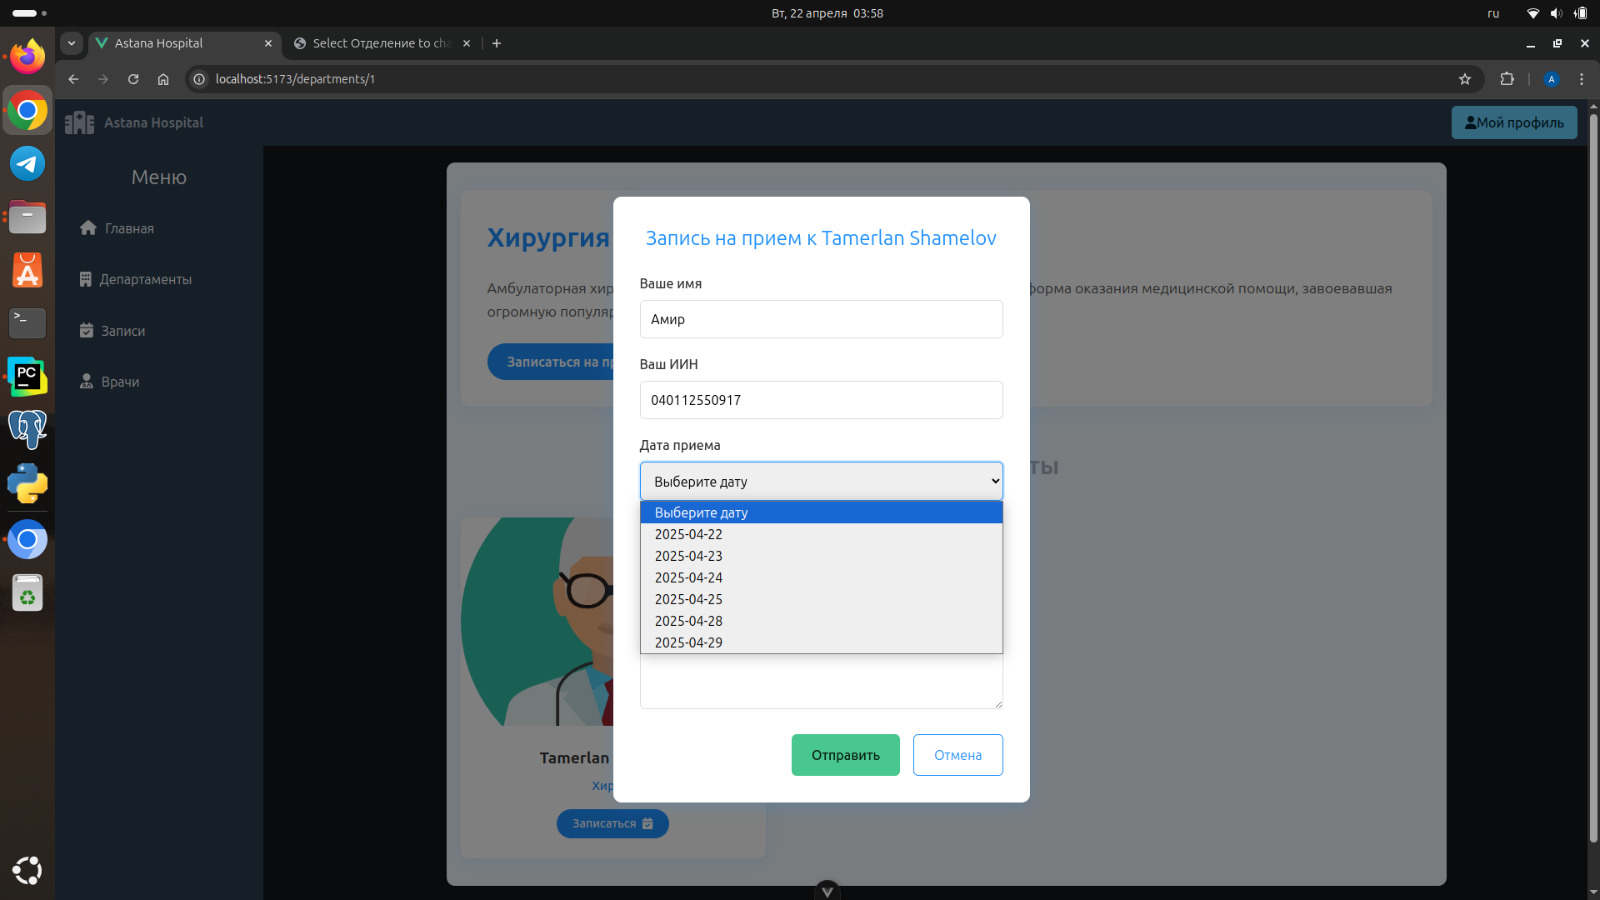 Вт, 22 апреля 03:58
ru
Astana Hospital
Select Отделение to cha
localhost:5173/departments/1
A
Astana Hospital
Мой профиль
Меню
Главная
Департаменты
Записи
Врачи
Хирургия
Амбулаторная хир
форма оказания медицинской помощи, завоевавшая
огромную популяр
Записаться на пр
ты
Запись на прием к Tamerlan Shamelov
Ваше имя
Амир
Ваш ИИН
040112550917
Дата приема
Выберите дату
Выберите дату
2025-04-22
2025-04-23
2025-04-24
2025-04-25
2025-04-28
2025-04-29
Отправить
Отмена
Tamerlan
Хир
Записаться
PC